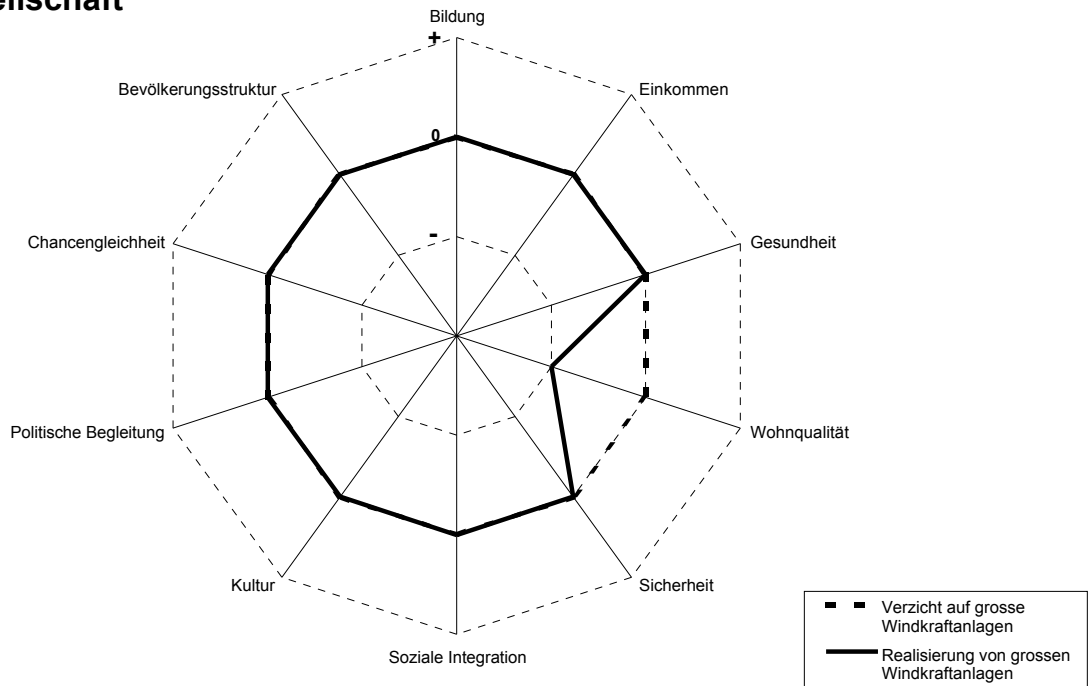 Bildung
+
Bevölkerungsstruktur
Einkommen
0
Chancengleichheit
-
Gesundheit
Politische Begleitung
Wohnqualität
Kultur
Sicherheit
Soziale Integration
Verzicht auf grosse
Windkraftanlagen
Realisierung von grossen
Windkraftanlagen